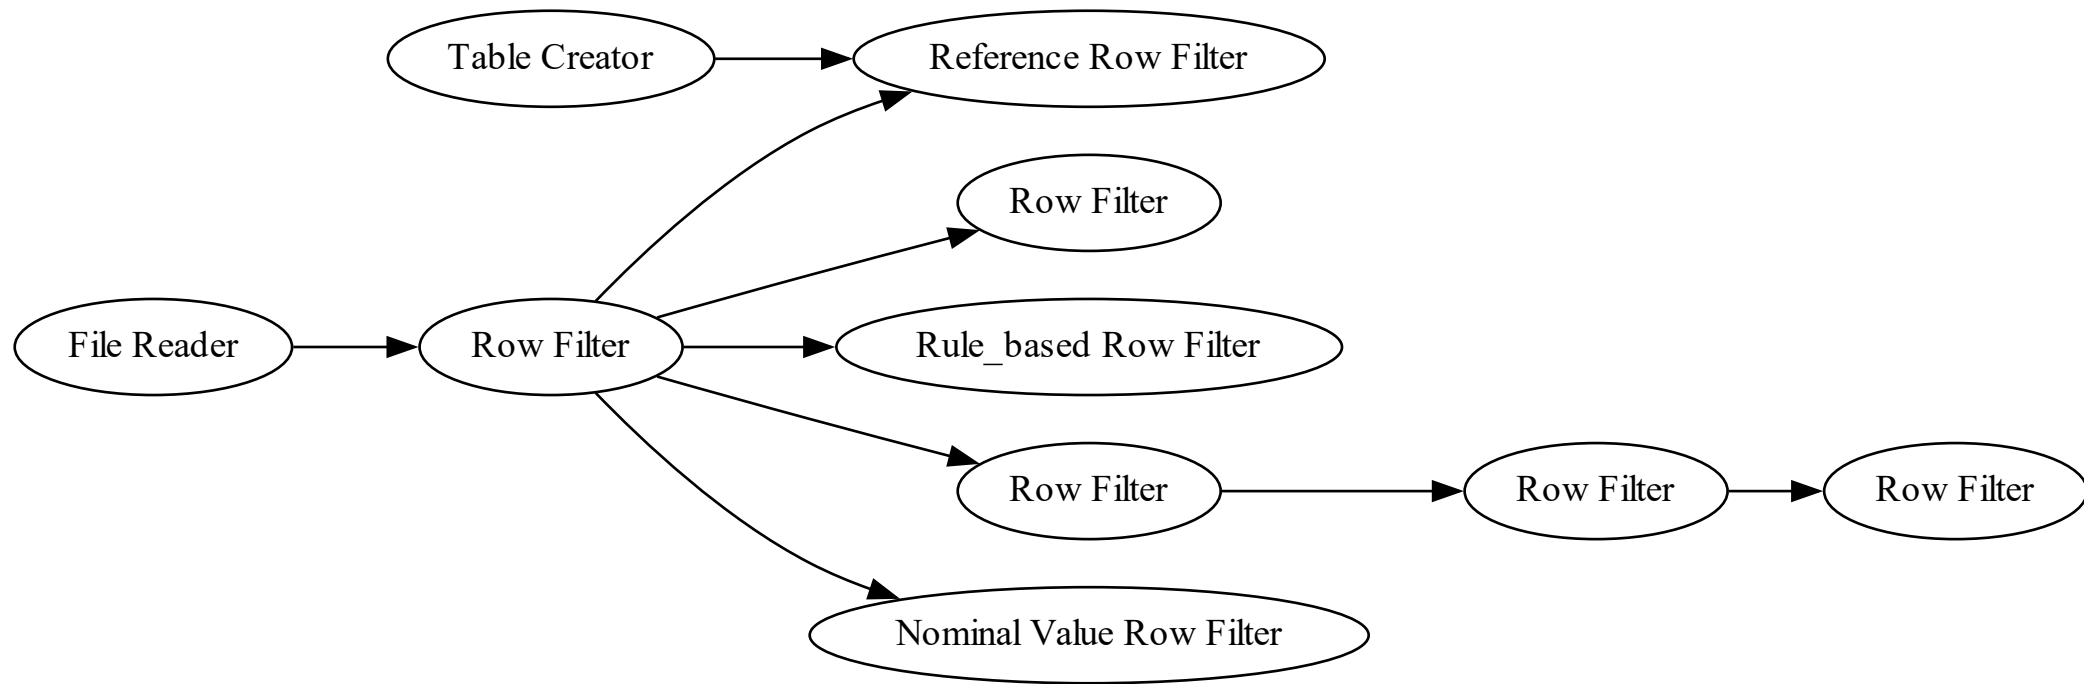 Table Creator
Reference Row Filter
Row Filter
File Reader
Row Filter
Rule_based Row Filter
Row Filter
Row Filter
Row Filter
Nominal Value Row Filter